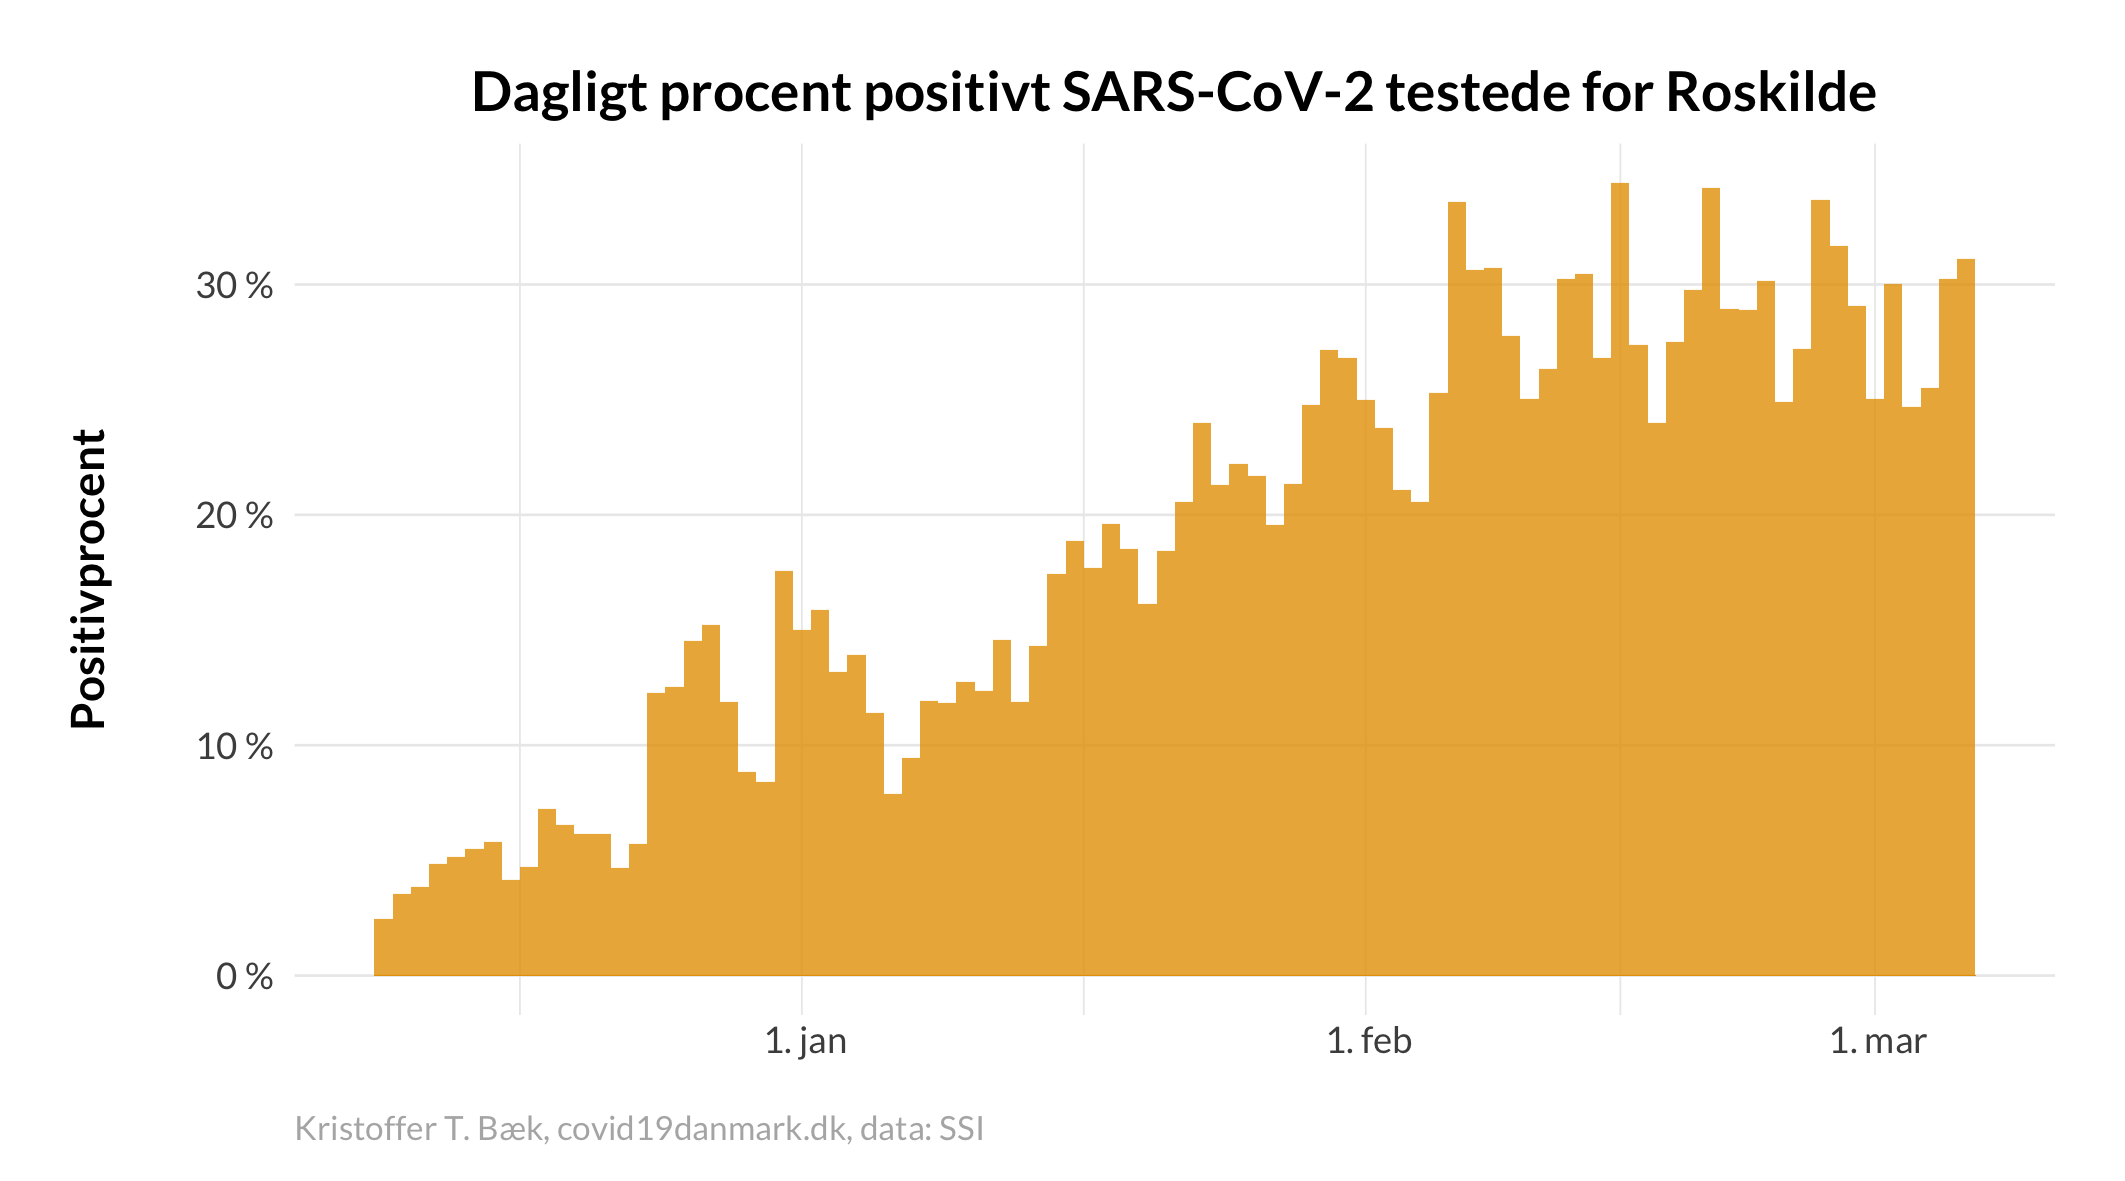 Dagligt procent positivt SARS-CoV-2 testede for Roskilde
Positivprocent
30 %
20 %
10 %
0 %
1. jan
1. feb
1. mar
Kristoffer T. Bæk, covid19danmark.dk, data: SSI